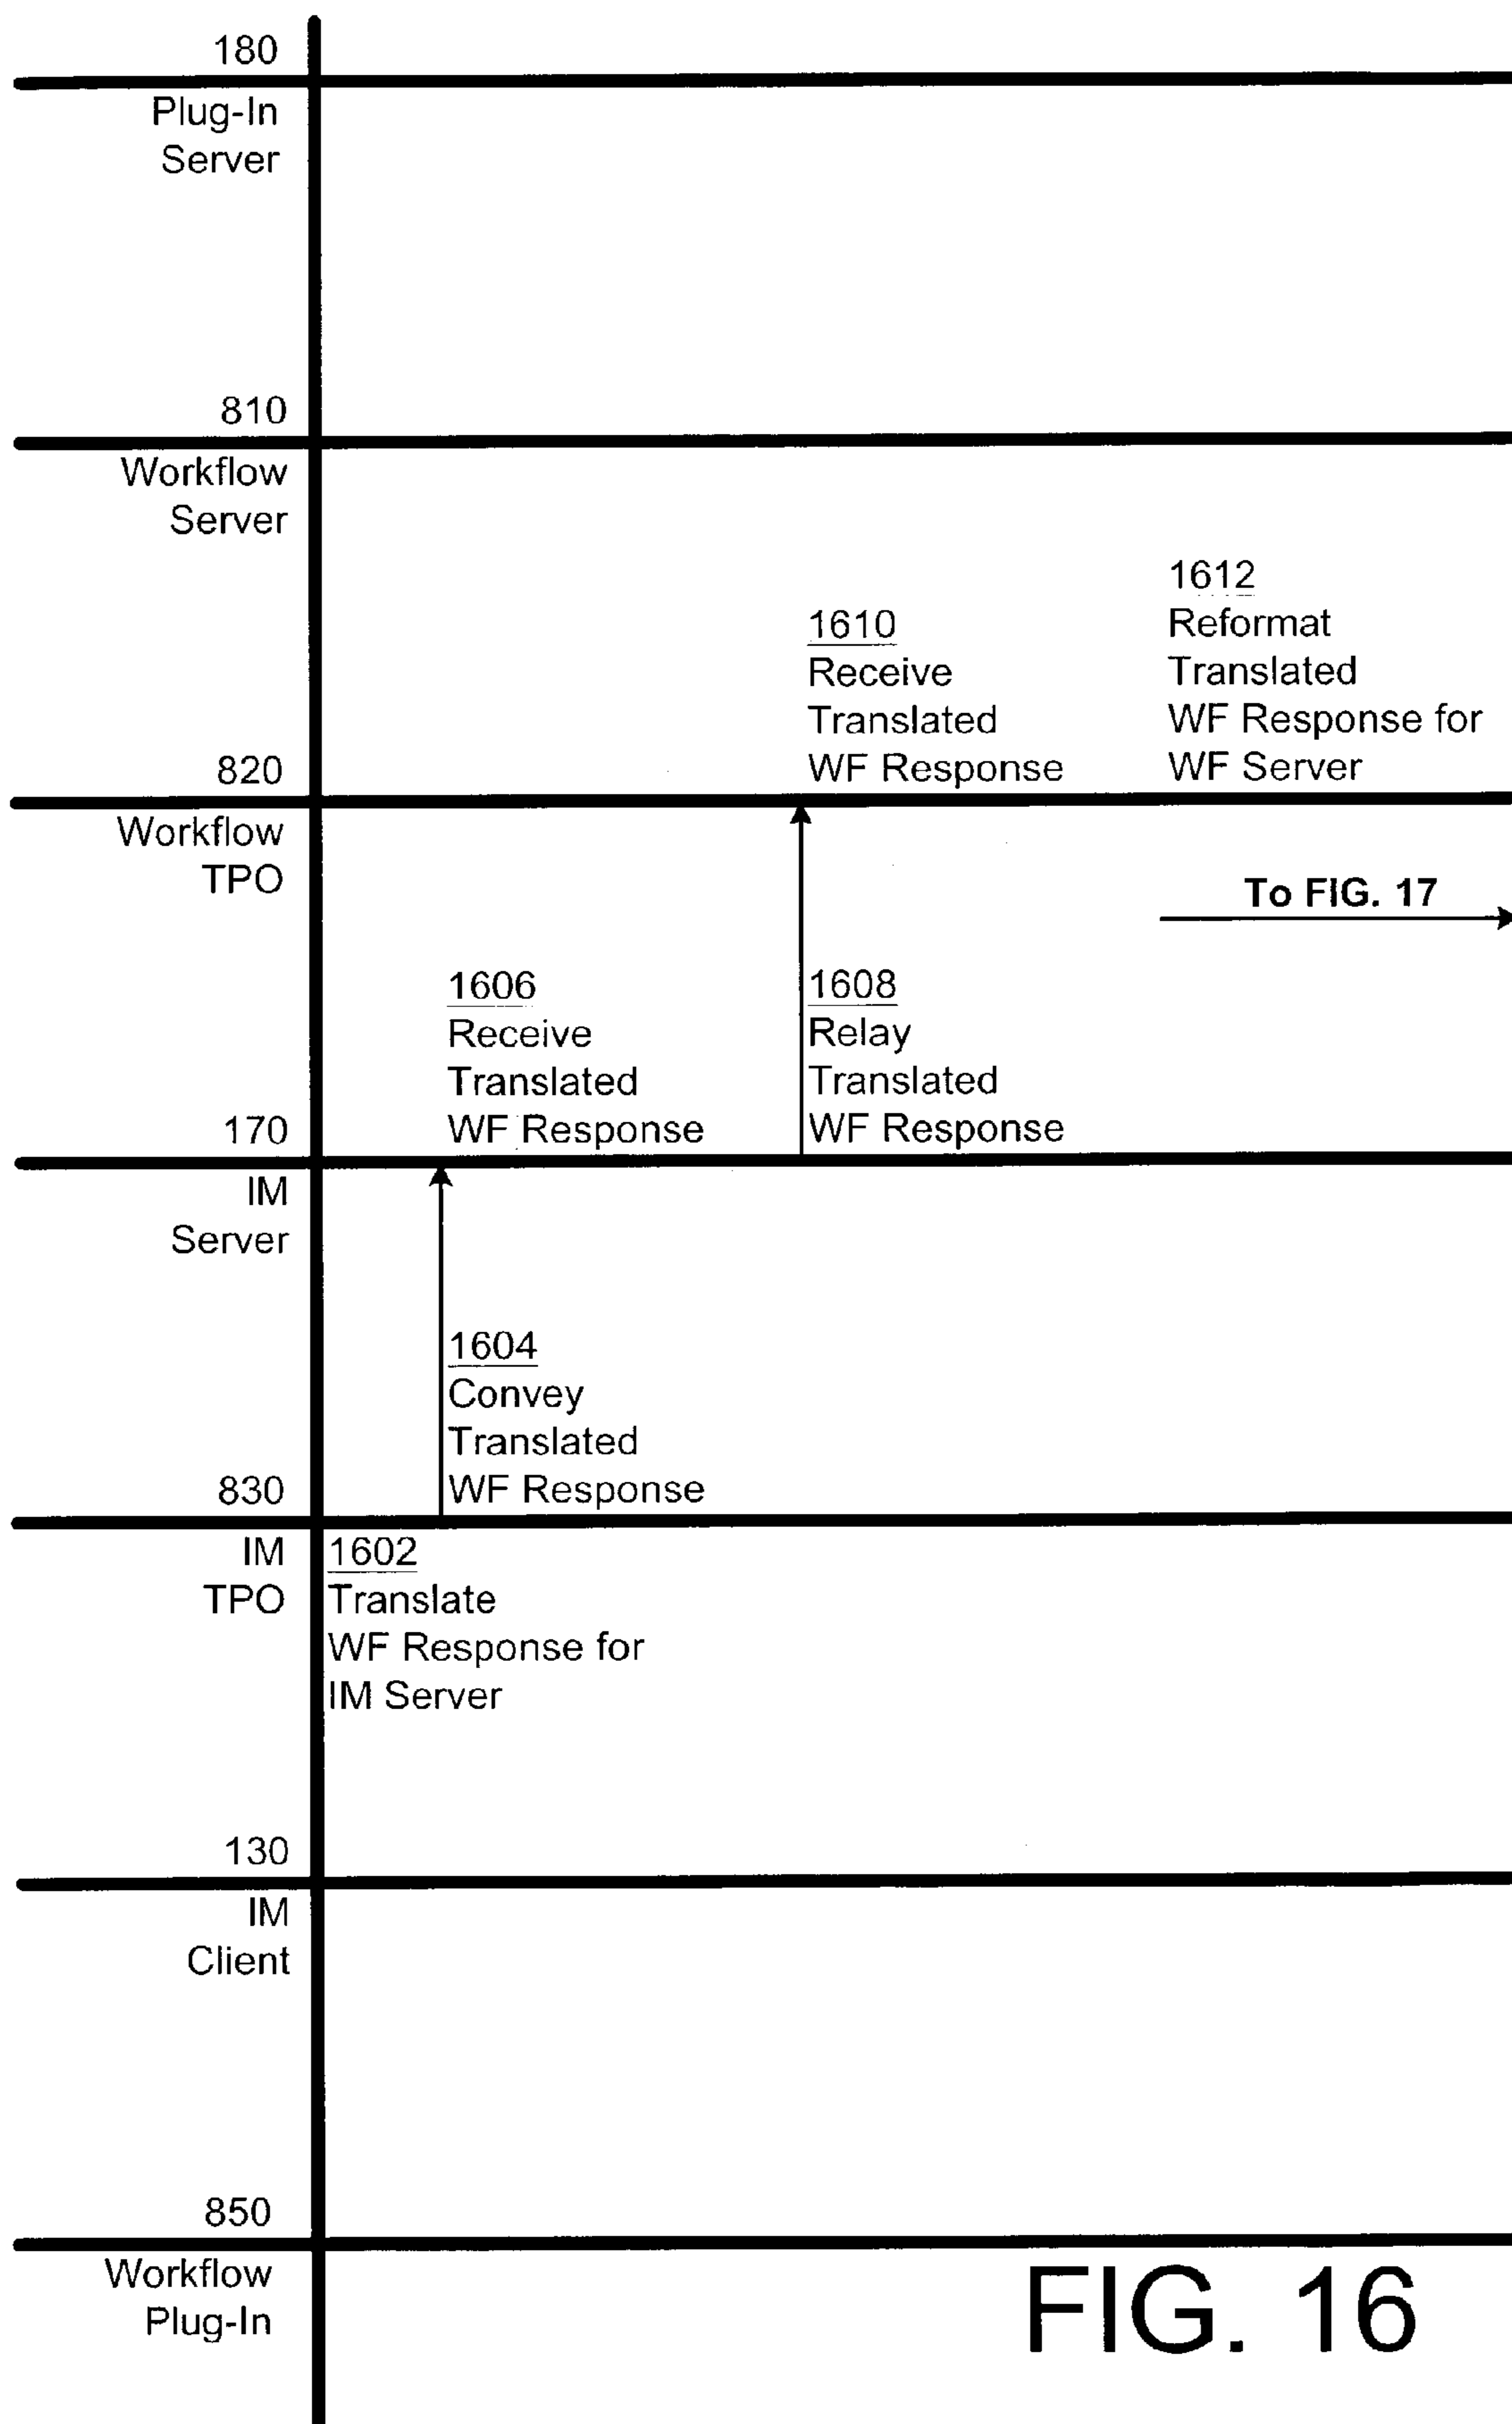 180
Plug-In
Server
810
Workflow
Server
1612
Reformat
Translated
WF Response for
WF Server
1610
Receive
Translated
WF Response
820
Workflow
TPO
To FIG. 17
1606
Receive
Translated
WF Response
1608
Relay
Translated
WF Response
170
IM
Server
1604
Convey
Translated
WF Response
830
IM
TPO
1602
Translate
WF Response for
IM Server
130
IM
Client
850
Workflow
Plug-In
FIG. 16